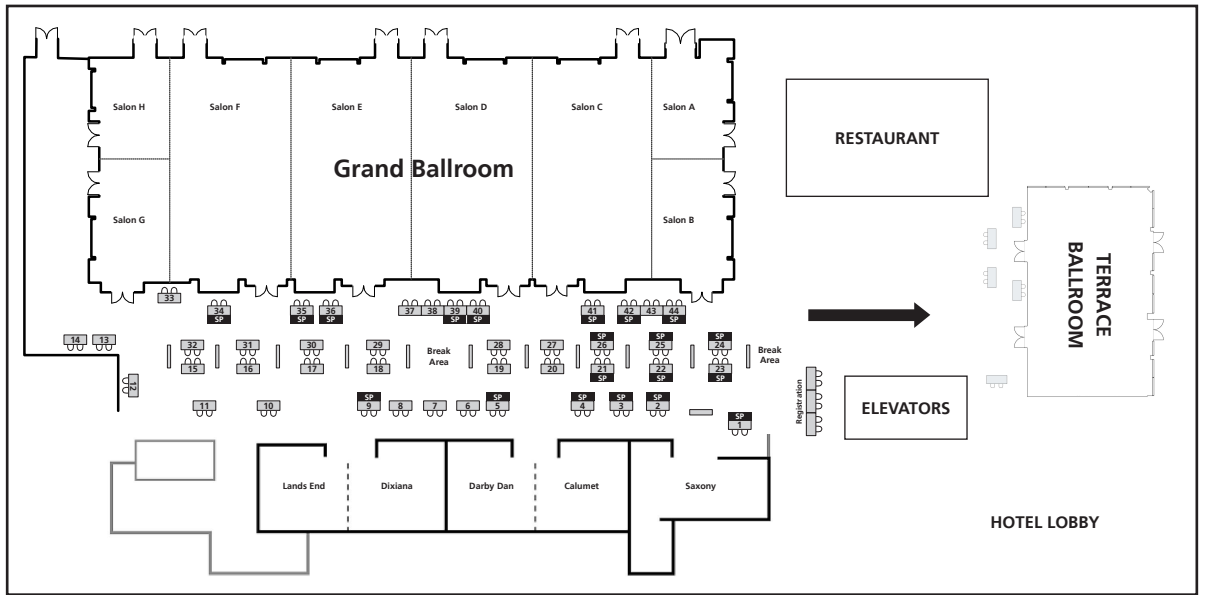 Salon H
Salon F
Salon E
Salon D
Salon C
Salon A
RESTAURANT
Grand Ballroom
Salon G
Salon B
TERRACE
BALLROOM
33
34
SP
35
SP
36
SP
37
38
39
SP
40
SP
41
SP
42
SP
43
44
SP
14
13
32
31
30
29
Break
Area
28
27
SP
26
SP
25
SP
24
Break
Area
15
16
17
18
19
20
21
SP
22
SP
23
SP
12
11
10
SP
9
8
7
6
SP
5
SP
4
SP
3
SP
2
SP
1
Registration
ELEVATORS
Lands End
Dixiana
Darby Dan
Calumet
Saxony
HOTEL LOBBY